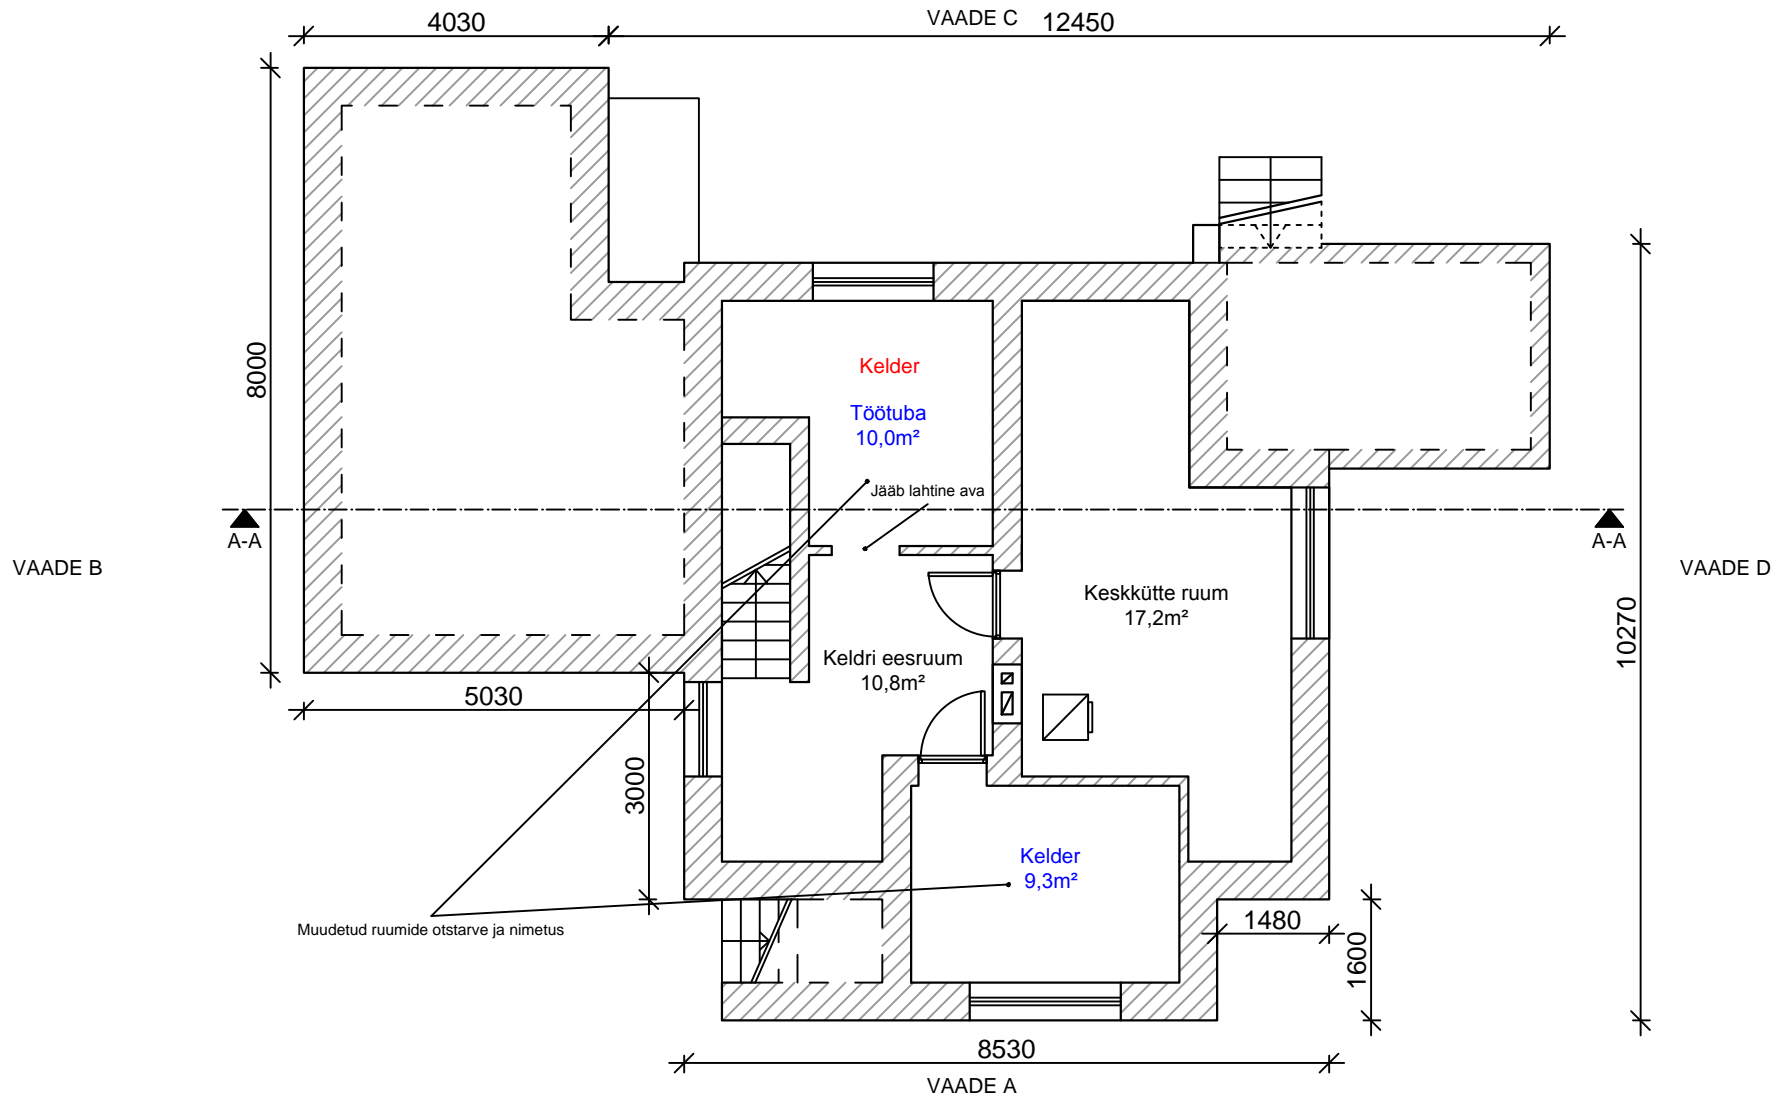 VAADE C
4030
12450
8000
Kelder
Töötuba
10,0m²
Jääb lahtine ava
A-A
A-A
VAADE B
VAADE D
Keskkütte ruum
17,2m²
10270
Keldri eesruum
10,8m²
5030
3000
Kelder
9,3m²
Muudetud ruumide otstarve ja nimetus
1480
1600
8530
VAADE A